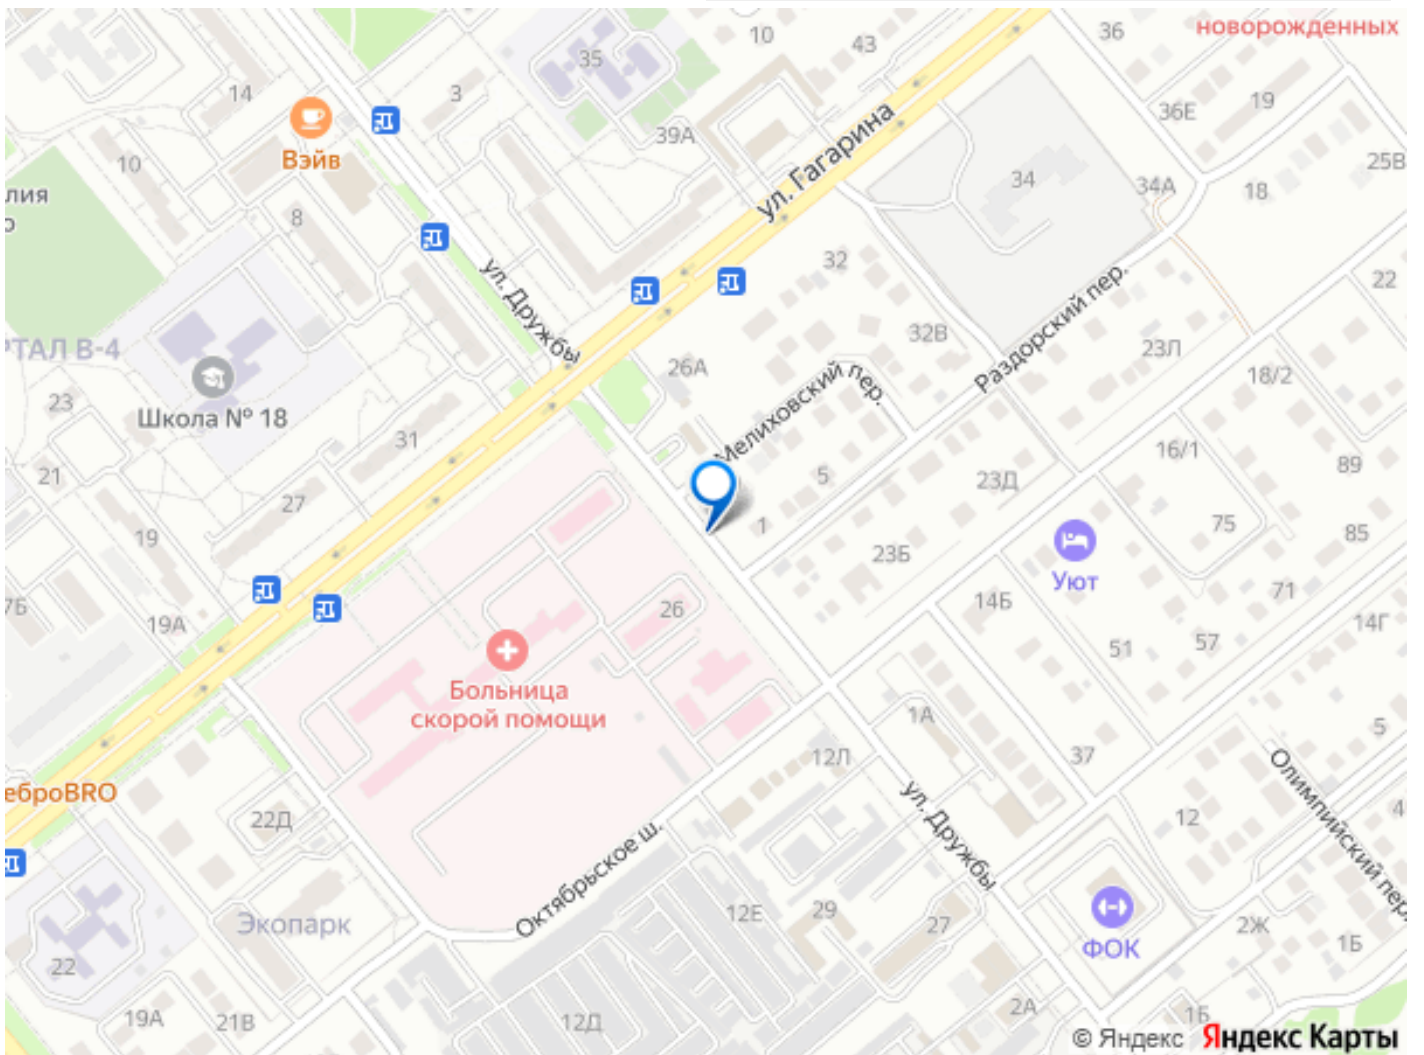 новорожденных
10
43
36
35
14
3
19
36Е
Вэйв
39А
10
ул. Гагарина
25В
34
34А
18
лия
о
8
32
22
ул. Дружбы
Раздорский пер.
32В
23Л
ТАЛ В-4
26А
18/2
Мелиховский пер.
23
Школа № 18
31
16/1
89
21
5
23Д
27
75
85
19
1
23Б
Уют
71
7Б
14Б
26
19А
14Г
57
51
Больница
скорой помощи
1А
5
37
12Л
еброBRO
ул. Дружбы
Олимпийский пер.
12
4
22Д
Октябрьское ш.
12Е
29
27
Экопарк
2Ж
ФОК
1Б
22
2А
1Б
19А
21В
12Д
© Яндекс Яндекс Карты